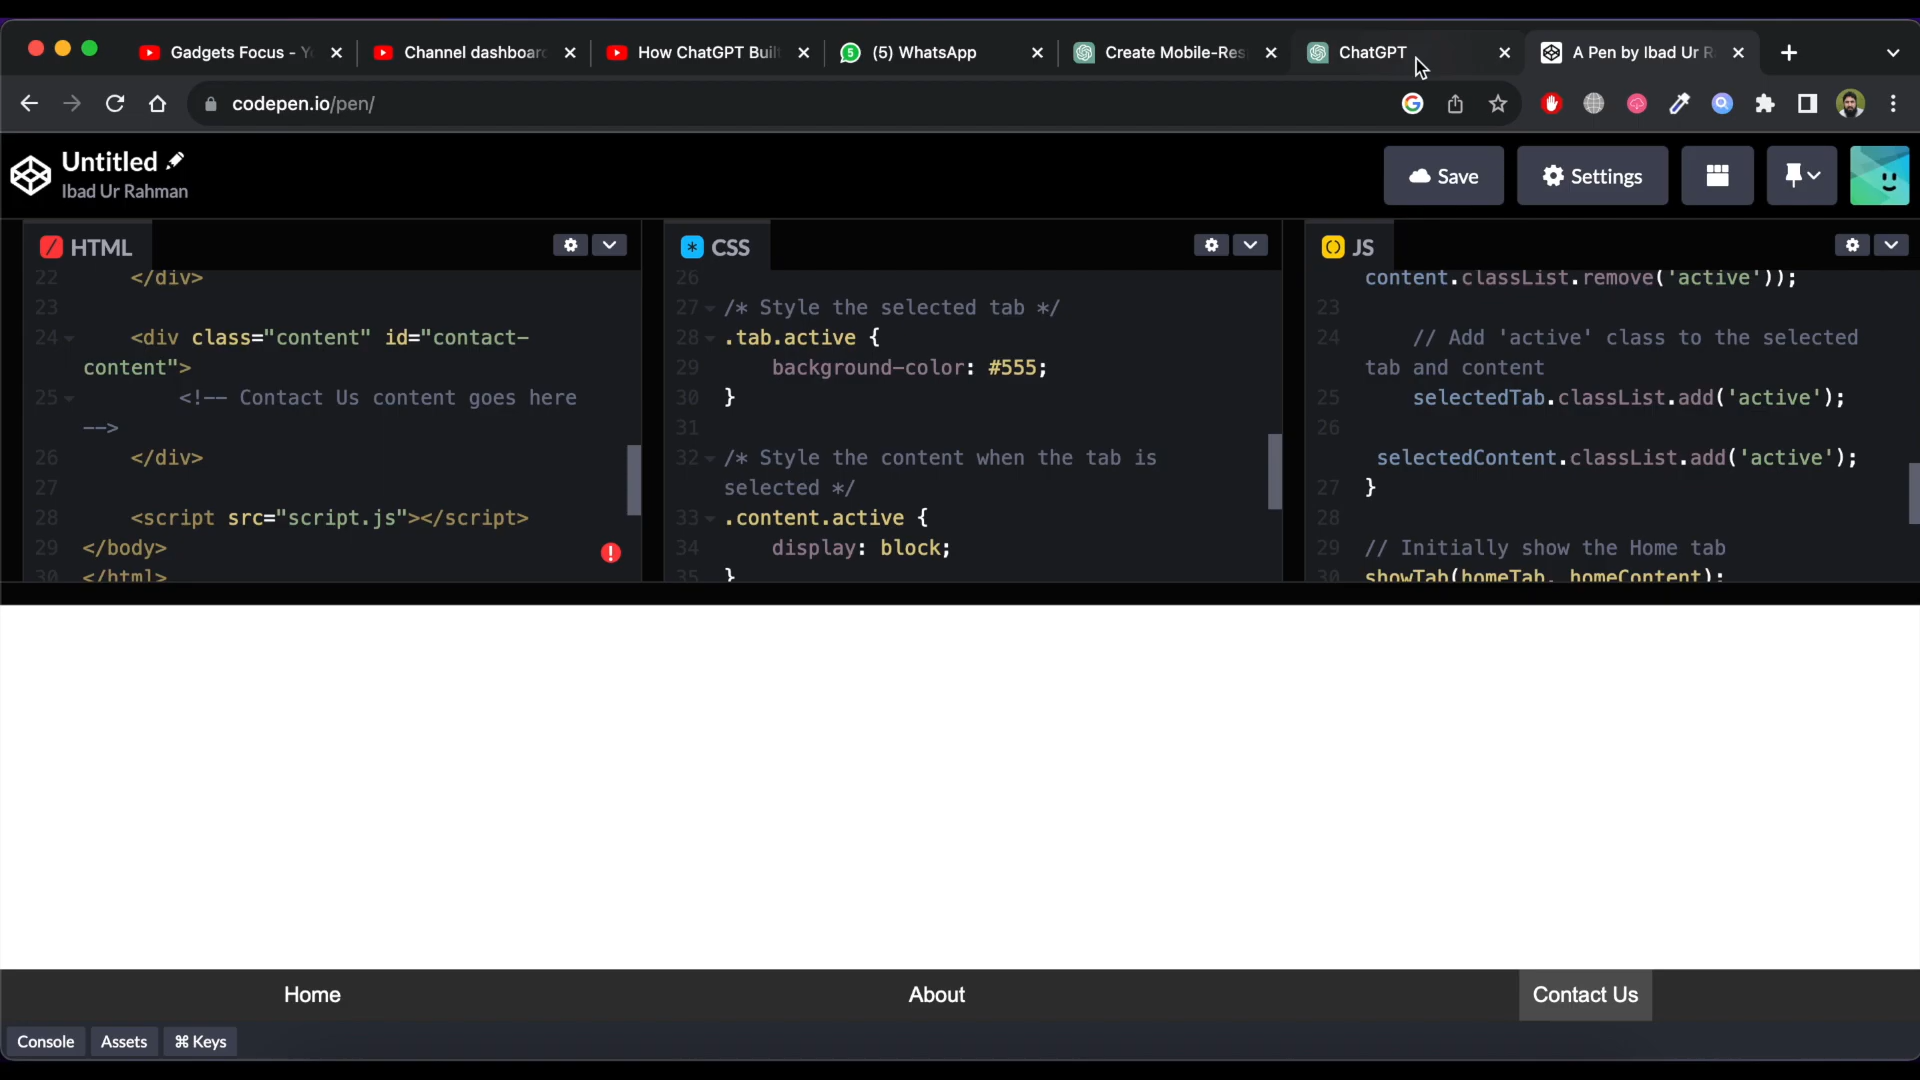 Gadgets Focus - Y
Channel dashboar
How ChatGPT Buil
(5) WhatsApp
Create Mobile-Res
ChatGPT
A Pen by Ibad Ur R
codepen.io/pen/
Untitled
Ibad Ur Rahman
Save
Settings
HTML
22 </div>
23
24 <div class="content" id="contact-
content">
25 <!-- Contact Us content goes here
-->
26 </div>
27
28 <script src="script.js"></script>
29 </body>
30 </html>
CSS
26
27 /* Style the selected tab */
28 .tab.active {
29 background-color: #555;
30 }
31
32 /* Style the content when the tab is
selected */
33 .content.active {
34 display: block;
35 }
JS
content.classList.remove('active'));
23
24 // Add 'active' class to the selected
tab and content
25 selectedTab.classList.add('active');
26
selectedContent.classList.add('active');
27 }
28
29 // Initially show the Home tab
30 showTab(homeTab, homeContent);
Home
About
Contact Us
Console
Assets
⌘ Keys